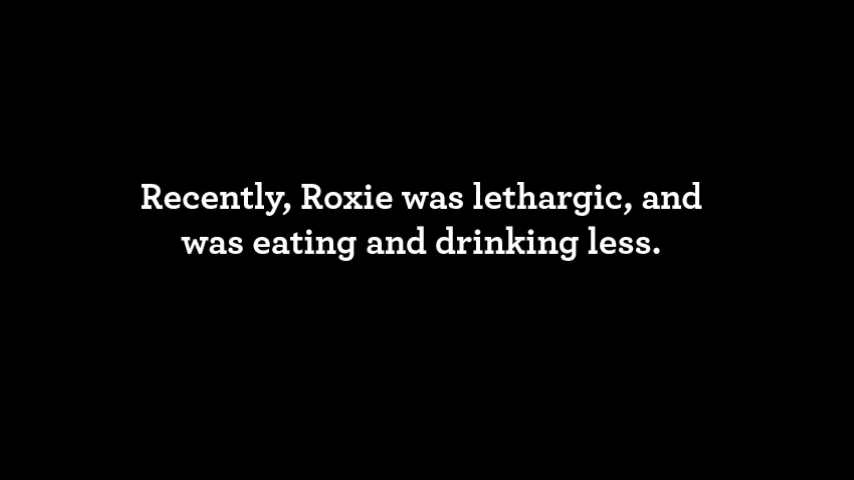 Recently, Roxie was lethargic, and
was eating and drinking less.